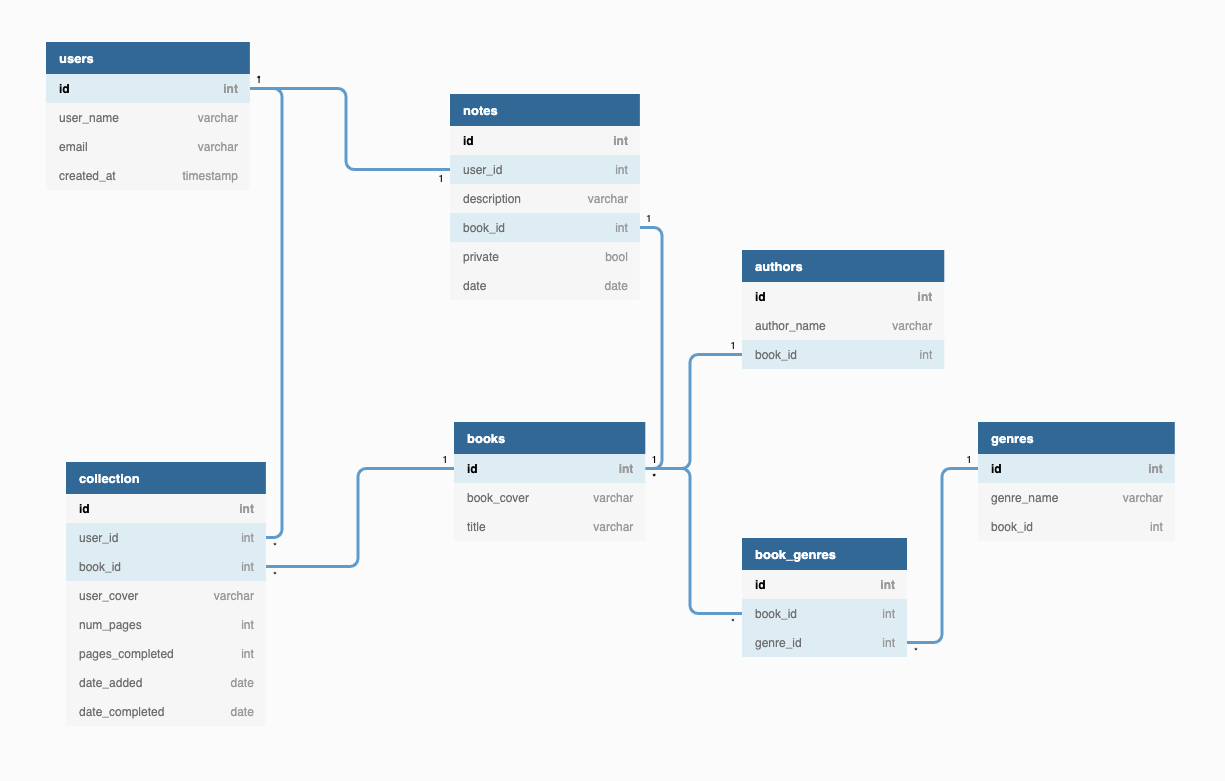 users
id int
user_name varchar
email varchar
created_at timestamp
1
1
notes
id int
user_id int
description varchar
book_id int
private bool
date date
1
authors
id int
author_name varchar
book_id int
1
books
id int
book_cover varchar
title varchar
1
1
*
genres
id int
genre_name varchar
book_id int
1
collection
id int
user_id int
book_id int
user_cover varchar
num_pages int
pages_completed int
date_added date
date_completed date
*
*
book_genres
id int
book_id int
genre_id int
*
*